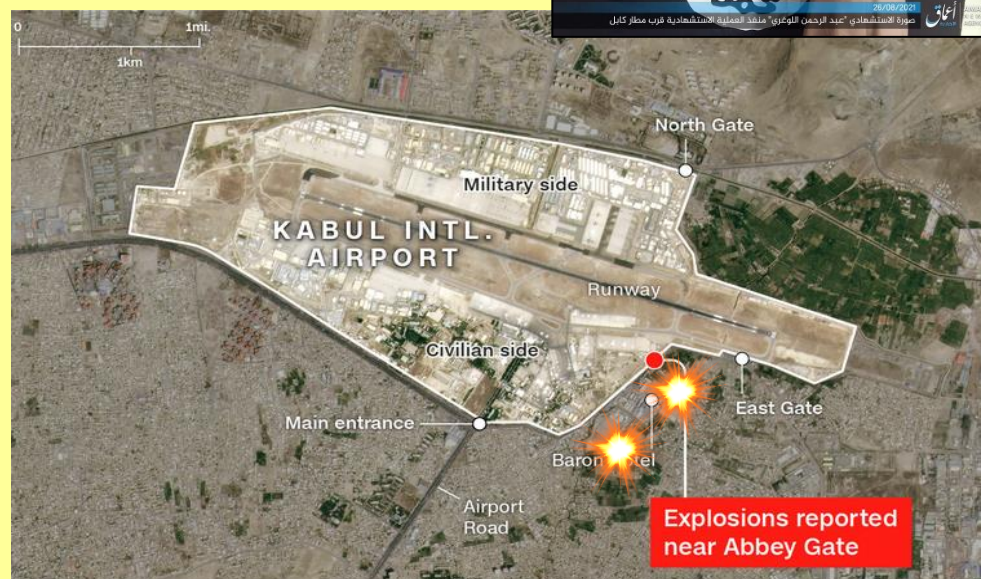 26/08/2021
صورة الاستشهادي "عبد الرحمن اللوغري" منفذ العملية الاستشهادية قرب مطار كابل
أعماق
0
1mi.
1km
North Gate
Military side
KABUL INTL.
AIRPORT
Runway
Civilian side
East Gate
Main entrance
Airport
Road
Explosions reported
near Abbey Gate